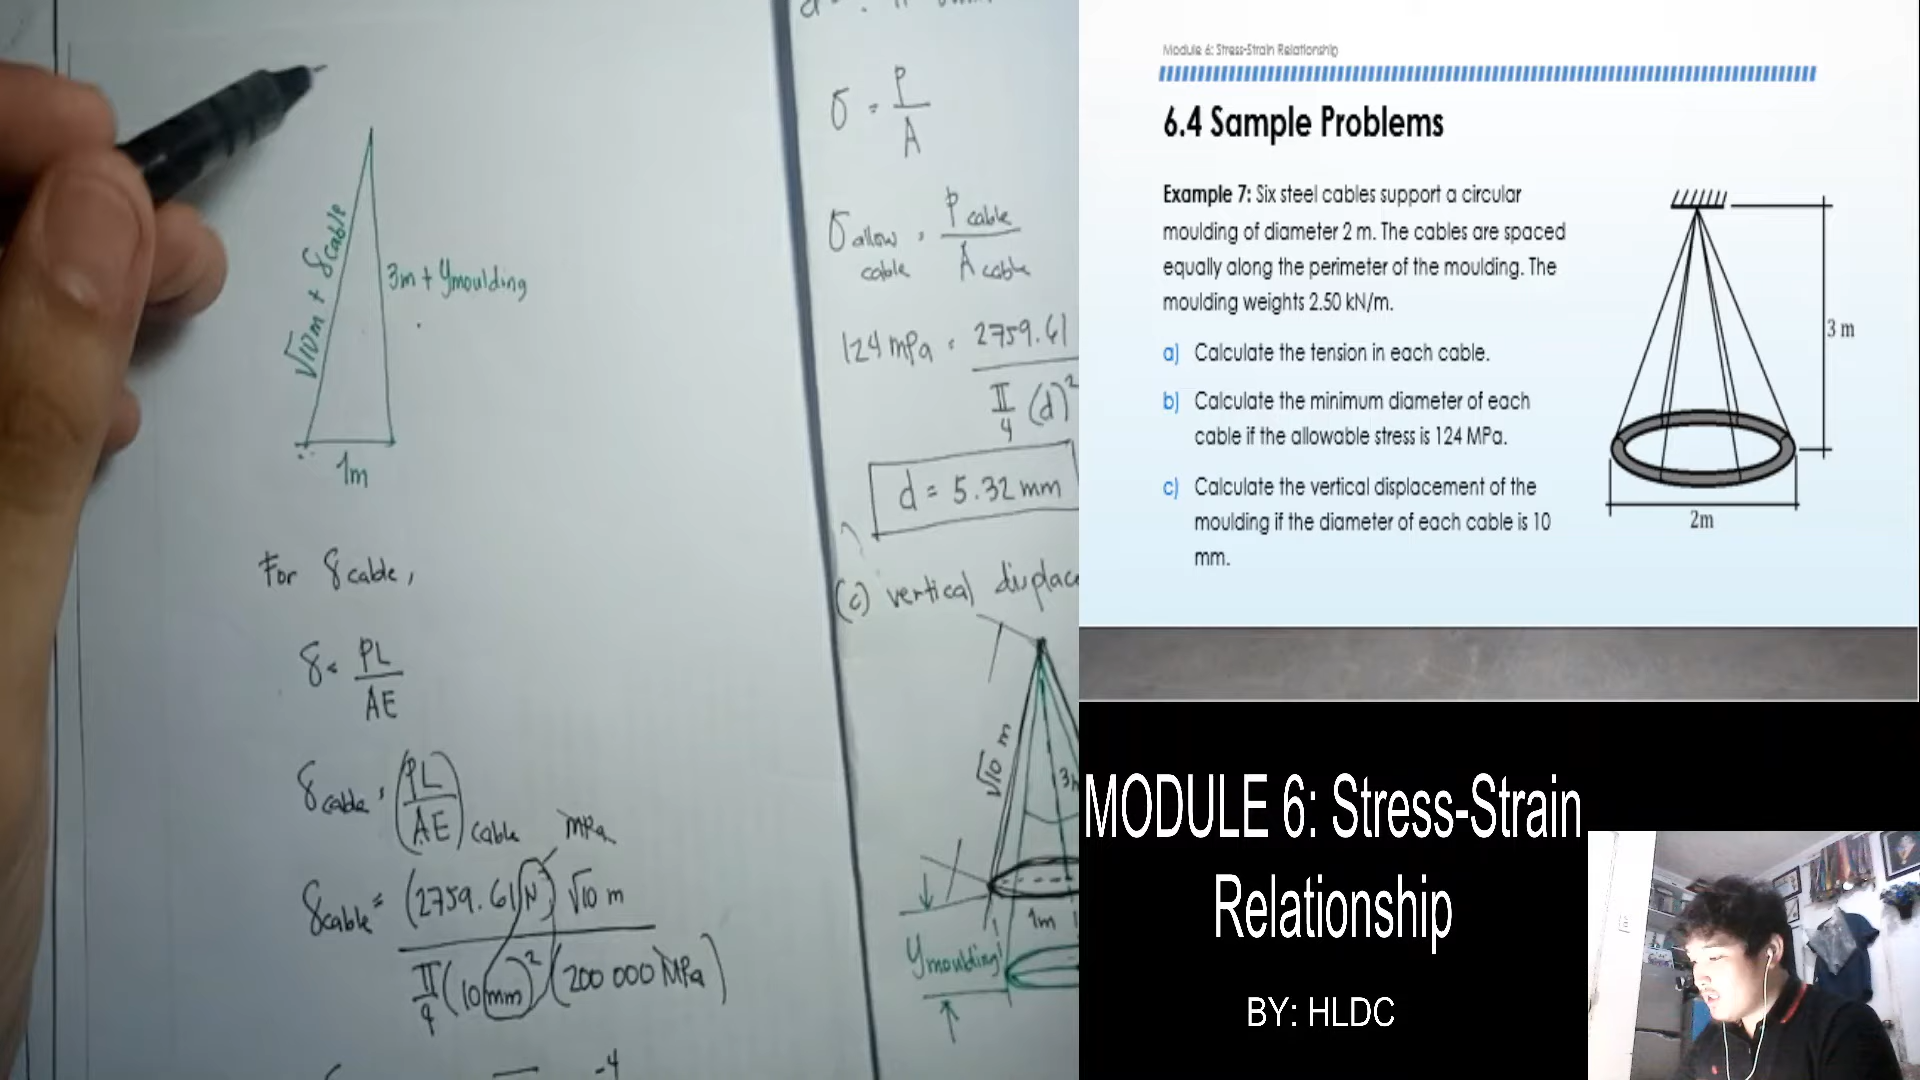 √10 m + δcable
3m + ymoulding
1m
For δcable,
δ = PL/AE
δcable = (PL/AE)cable
mPa
δcable = (2759.61 N) √10 m / π/4 (10 mm)² (200 000 MPa)
-4
σ = P/A
σallow cable = Pcable/Acable
124 mPa = 2759.61 / π/4 (d)²
d = 5.32 mm
(c) vertical displac
√10 m
1m
ymoulding
Module 6: Stress-Strain Relationship
6.4 Sample Problems
Example 7: Six steel cables support a circular
moulding of diameter 2 m. The cables are spaced
equally along the perimeter of the moulding. The
moulding weights 2.50 kN/m.
a) Calculate the tension in each cable.
b) Calculate the minimum diameter of each
cable if the allowable stress is 124 MPa.
c) Calculate the vertical displacement of the
moulding if the diameter of each cable is 10
mm.
3 m
2m
MODULE 6: Stress-Strain
Relationship
BY: HLDC